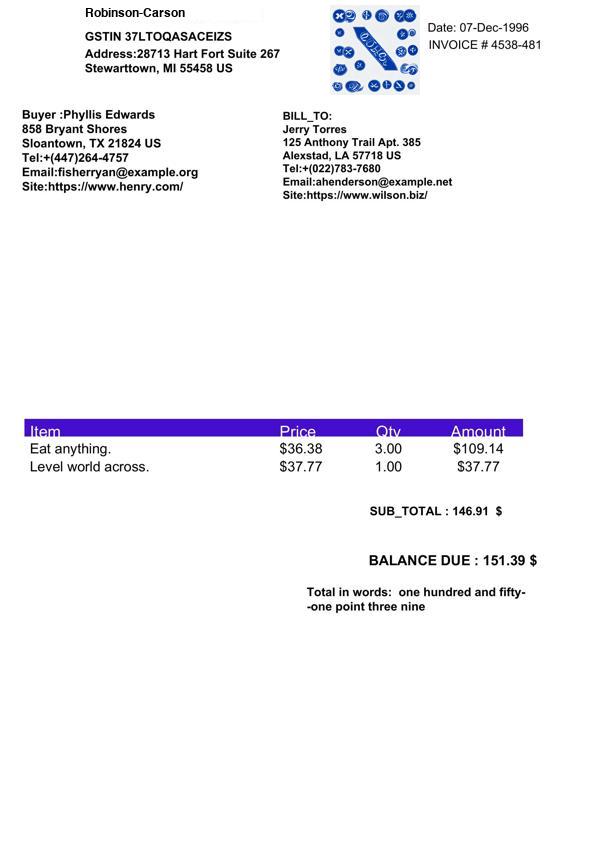 Robinson-Carson
GSTIN 37LTOQASACEIZS
Address:28713 Hart Fort Suite 267
Stewarttown, MI 55458 US
Date: 07-Dec-1996
INVOICE # 4538-481
Buyer :Phyllis Edwards
858 Bryant Shores
Sloantown, TX 21824 US
Tel:+(447)264-4757
Email:fisherryan@example.org
Site:https://www.henry.com/
BILL_TO:
Jerry Torres
125 Anthony Trail Apt. 385
Alexstad, LA 57718 US
Tel:+(022)783-7680
Email:ahenderson@example.net
Site:https://www.wilson.biz/
Item Price Qty Amount
Eat anything. $36.38 3.00 $109.14
Level world across. $37.77 1.00 $37.77
SUB_TOTAL : 146.91 $
BALANCE DUE : 151.39 $
Total in words: one hundred and fifty-
-one point three nine